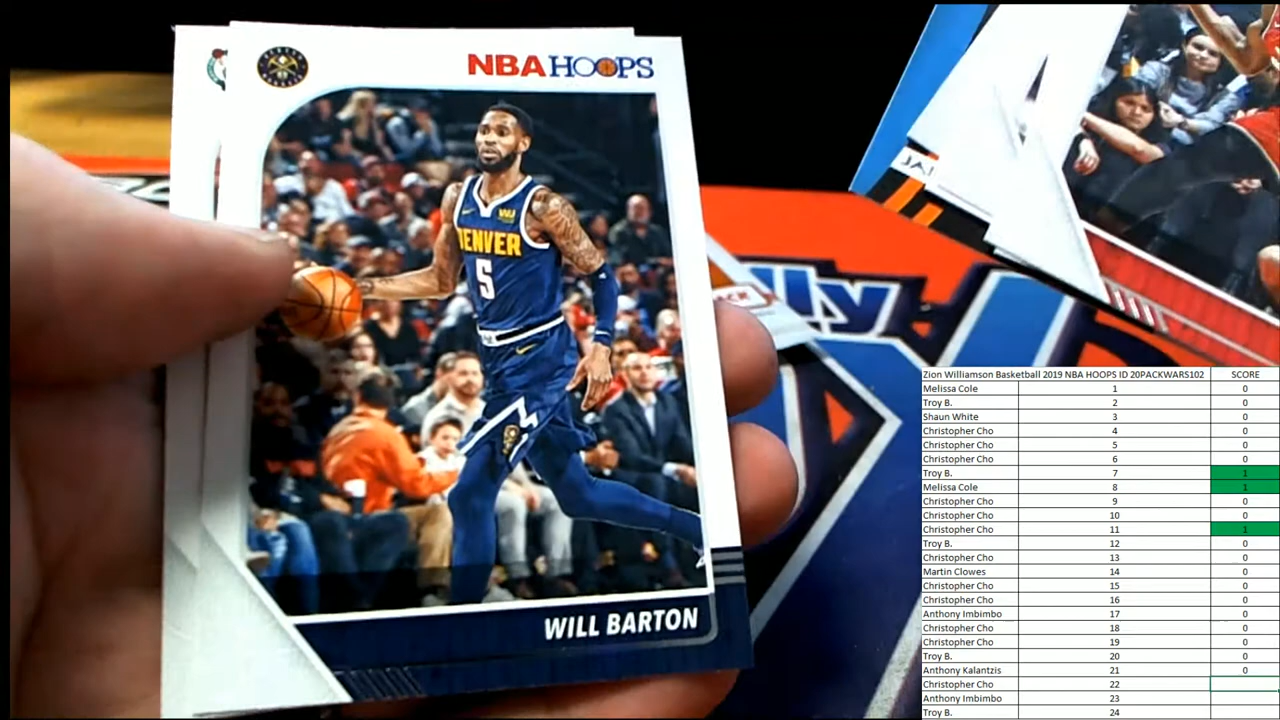 NBA HOOPS
WU
DENVER
5
WILL BARTON
JA
lly
Zion Williamson Basketball 2019 NBA HOOPS ID 20PACKWARS102 SCORE
Melissa Cole 1 0
Troy B. 2 0
Shaun White 3 0
Christopher Cho 4 0
Christopher Cho 5 0
Christopher Cho 6 0
Troy B. 7 1
Melissa Cole 8 1
Christopher Cho 9 0
Christopher Cho 10 0
Christopher Cho 11 1
Troy B. 12 0
Christopher Cho 13 0
Martin Clowes 14 0
Christopher Cho 15 0
Christopher Cho 16 0
Anthony Imbimbo 17 0
Christopher Cho 18 0
Christopher Cho 19 0
Troy B. 20 0
Anthony Kalantzis 21 0
Christopher Cho 22
Anthony Imbimbo 23
Troy B. 24